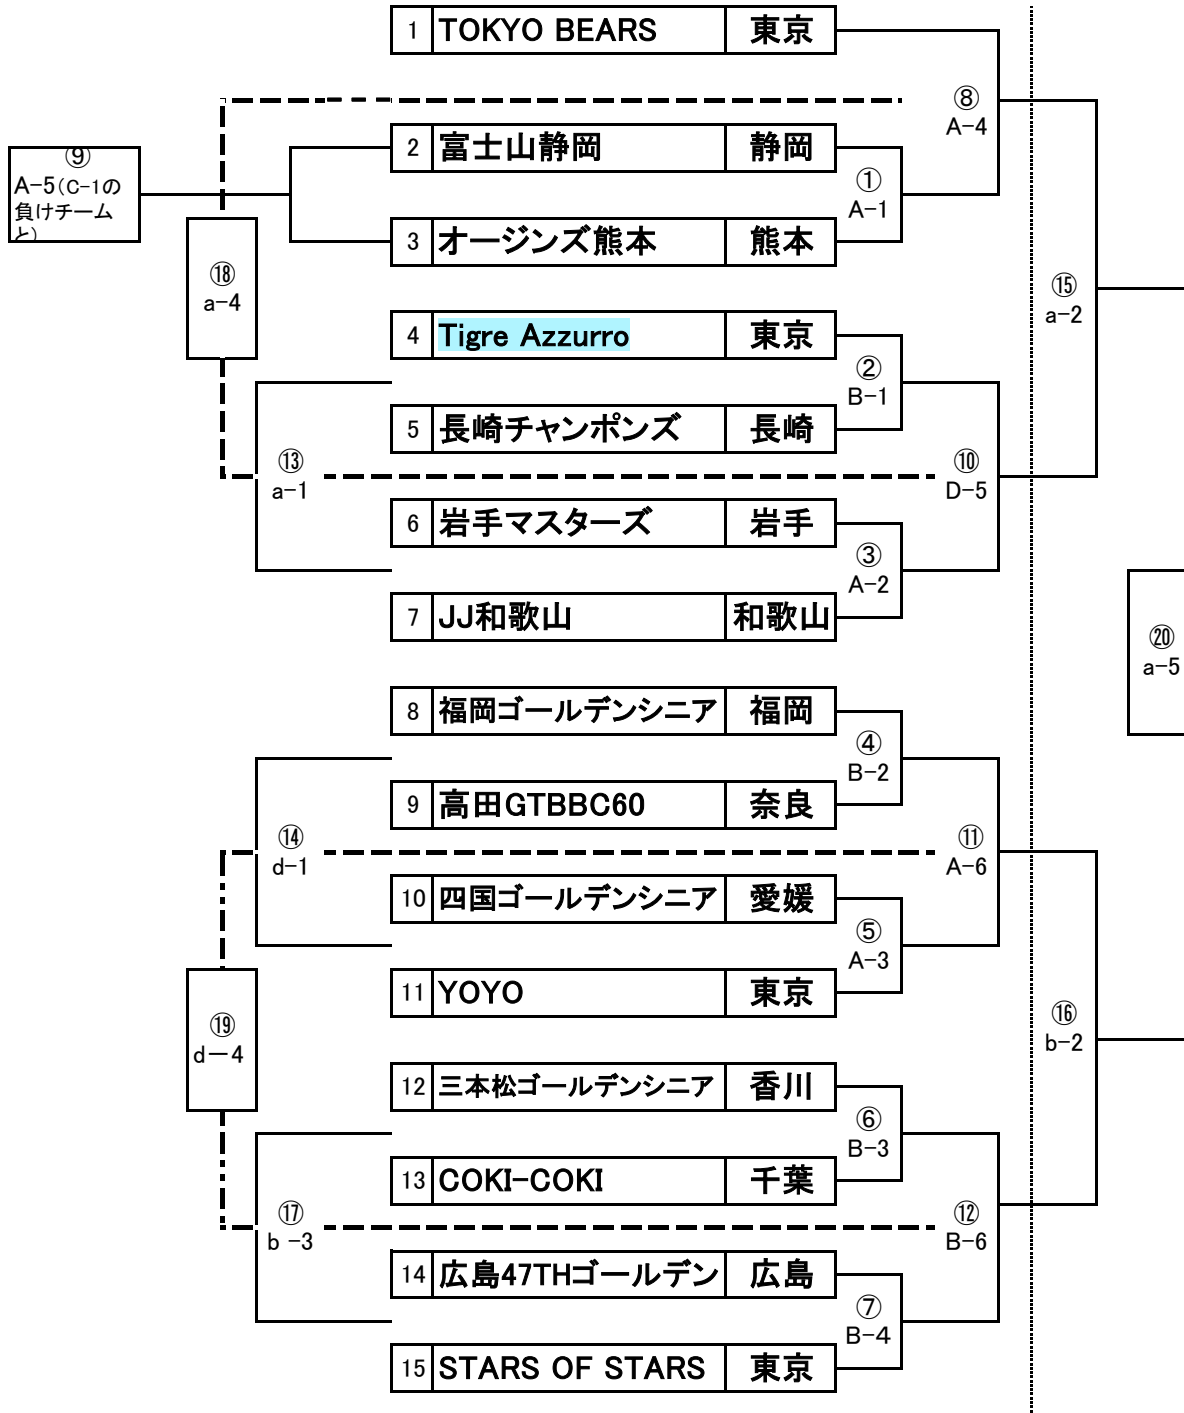 1 TOKYO BEARS 東京
⑧
A-4
⑨
A-5(C-1の
負けチーム
と)
2 富士山静岡 静岡
①
A-1
3 オージンズ熊本 熊本
⑱
a-4
⑮
a-2
4 Tigre Azzurro 東京
②
B-1
5 長崎チャンポンズ 長崎
⑬
a-1
⑩
D-5
6 岩手マスターズ 岩手
③
A-2
7 JJ和歌山 和歌山
⑳
a-5
8 福岡ゴールデンシニア 福岡
④
B-2
9 高田GTBBC60 奈良
⑭
d-1
⑪
A-6
10 四国ゴールデンシニア 愛媛
⑤
A-3
11 YOYO 東京
⑲
d－4
⑯
b-2
12 三本松ゴールデンシニア 香川
⑥
B-3
13 COKI-COKI 千葉
⑰
b -3
⑫
B-6
14 広島47THゴールデン 広島
⑦
B-4
15 STARS OF STARS 東京